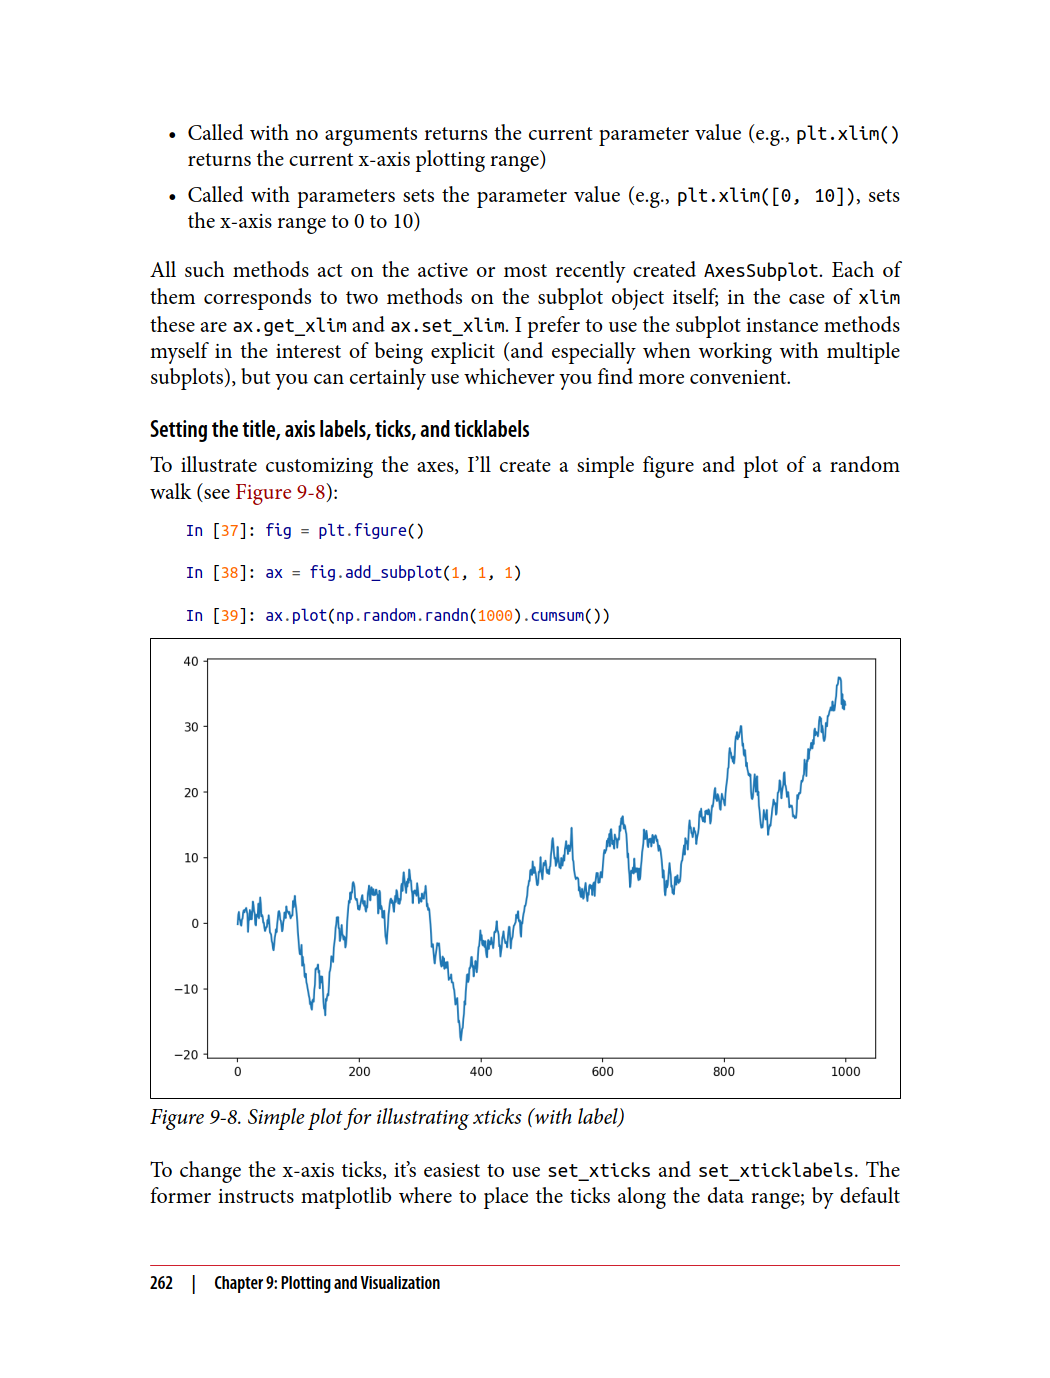 • Called with no arguments returns the current parameter value (e.g., plt.xlim()
returns the current x-axis plotting range)
• Called with parameters sets the parameter value (e.g., plt.xlim([0, 10]), sets
the x-axis range to 0 to 10)
All such methods act on the active or most recently created AxesSubplot. Each of
them corresponds to two methods on the subplot object itself; in the case of xlim
these are ax.get_xlim and ax.set_xlim. I prefer to use the subplot instance methods
myself in the interest of being explicit (and especially when working with multiple
subplots), but you can certainly use whichever you find more convenient.
Setting the title, axis labels, ticks, and ticklabels
To illustrate customizing the axes, I’ll create a simple figure and plot of a random
walk (see Figure 9-8):
In [37]: fig = plt.figure()
In [38]: ax = fig.add_subplot(1, 1, 1)
In [39]: ax.plot(np.random.randn(1000).cumsum())
40
30
20
10
0
−10
−20
0 200 400 600 800 1000
Figure 9-8. Simple plot for illustrating xticks (with label)
To change the x-axis ticks, it’s easiest to use set_xticks and set_xticklabels. The
former instructs matplotlib where to place the ticks along the data range; by default
262 | Chapter 9: Plotting and Visualization